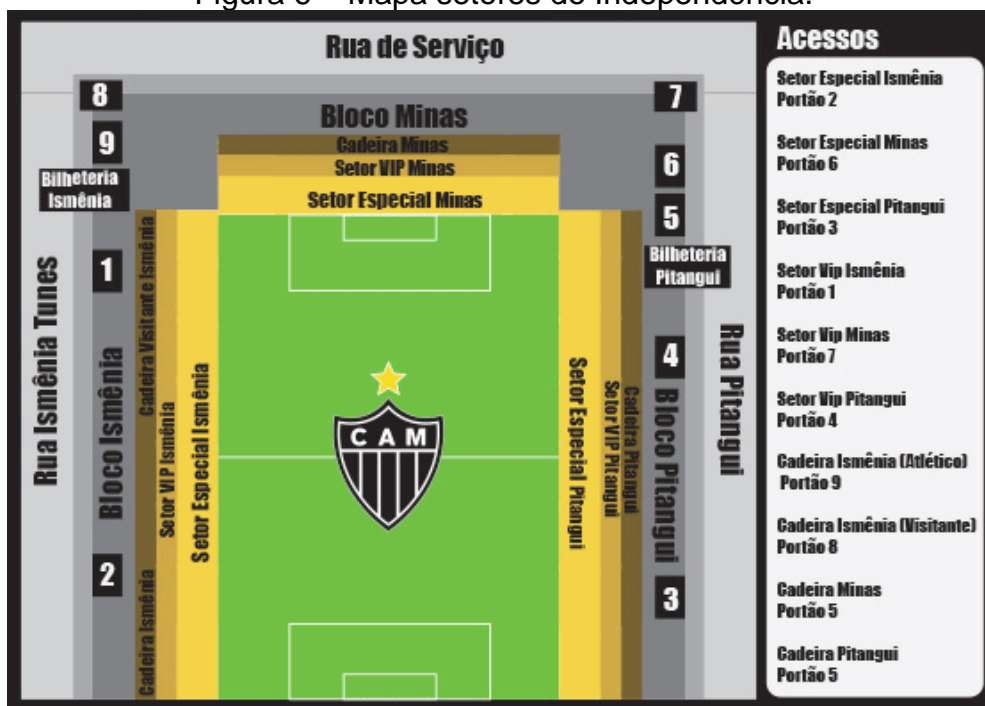 Figura 3 – Mapa setores do Independência.
Rua de Serviço
8
7
Bloco Minas
9
Cadeira Minas
6
Setor VIP Minas
Bilheteria
Ismênia
Setor Especial Minas
5
Bilheteria
Pitangui
1
Rua Ismênia Tunes
Bloco Ismênia
Cadeira Visitante Ismênia
Setor VIP Ismênia
Setor Especial Ismênia
Cadeira Ismênia
2
CAM
Setor Especial Pitangui
Setor VIP Pitangui
Cadeira Pitangui
4
Bloco Pitangui
3
Rua Pitangui
Acessos
Setor Especial Ismênia
Portão 2
Setor Especial Minas
Portão 6
Setor Especial Pitangui
Portão 3
Setor Vip Ismênia
Portão 1
Setor Vip Minas
Portão 7
Setor Vip Pitangui
Portão 4
Cadeira Ismênia (Atlético)
Portão 9
Cadeira Ismênia (Visitante)
Portão 8
Cadeira Minas
Portão 5
Cadeira Pitangui
Portão 5